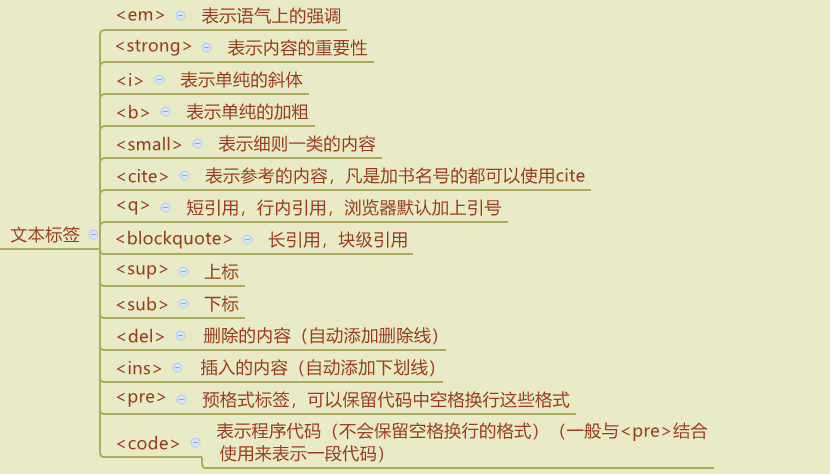 文本标签
<em> 表示语气上的强调
<strong> 表示内容的重要性
<i> 表示单纯的斜体
<b> 表示单纯的加粗
<small> 表示细则一类的内容
<cite> 表示参考的内容，凡是加书名号的都可以使用cite
<q> 短引用，行内引用，浏览器默认加上引号
<blockquote> 长引用，块级引用
<sup> 上标
<sub> 下标
<del> 删除的内容（自动添加删除线）
<ins> 插入的内容（自动添加下划线）
<pre> 预格式标签，可以保留代码中空格换行这些格式
<code> 表示程序代码（不会保留空格换行的格式）（一般与<pre>结合
使用来表示一段代码）